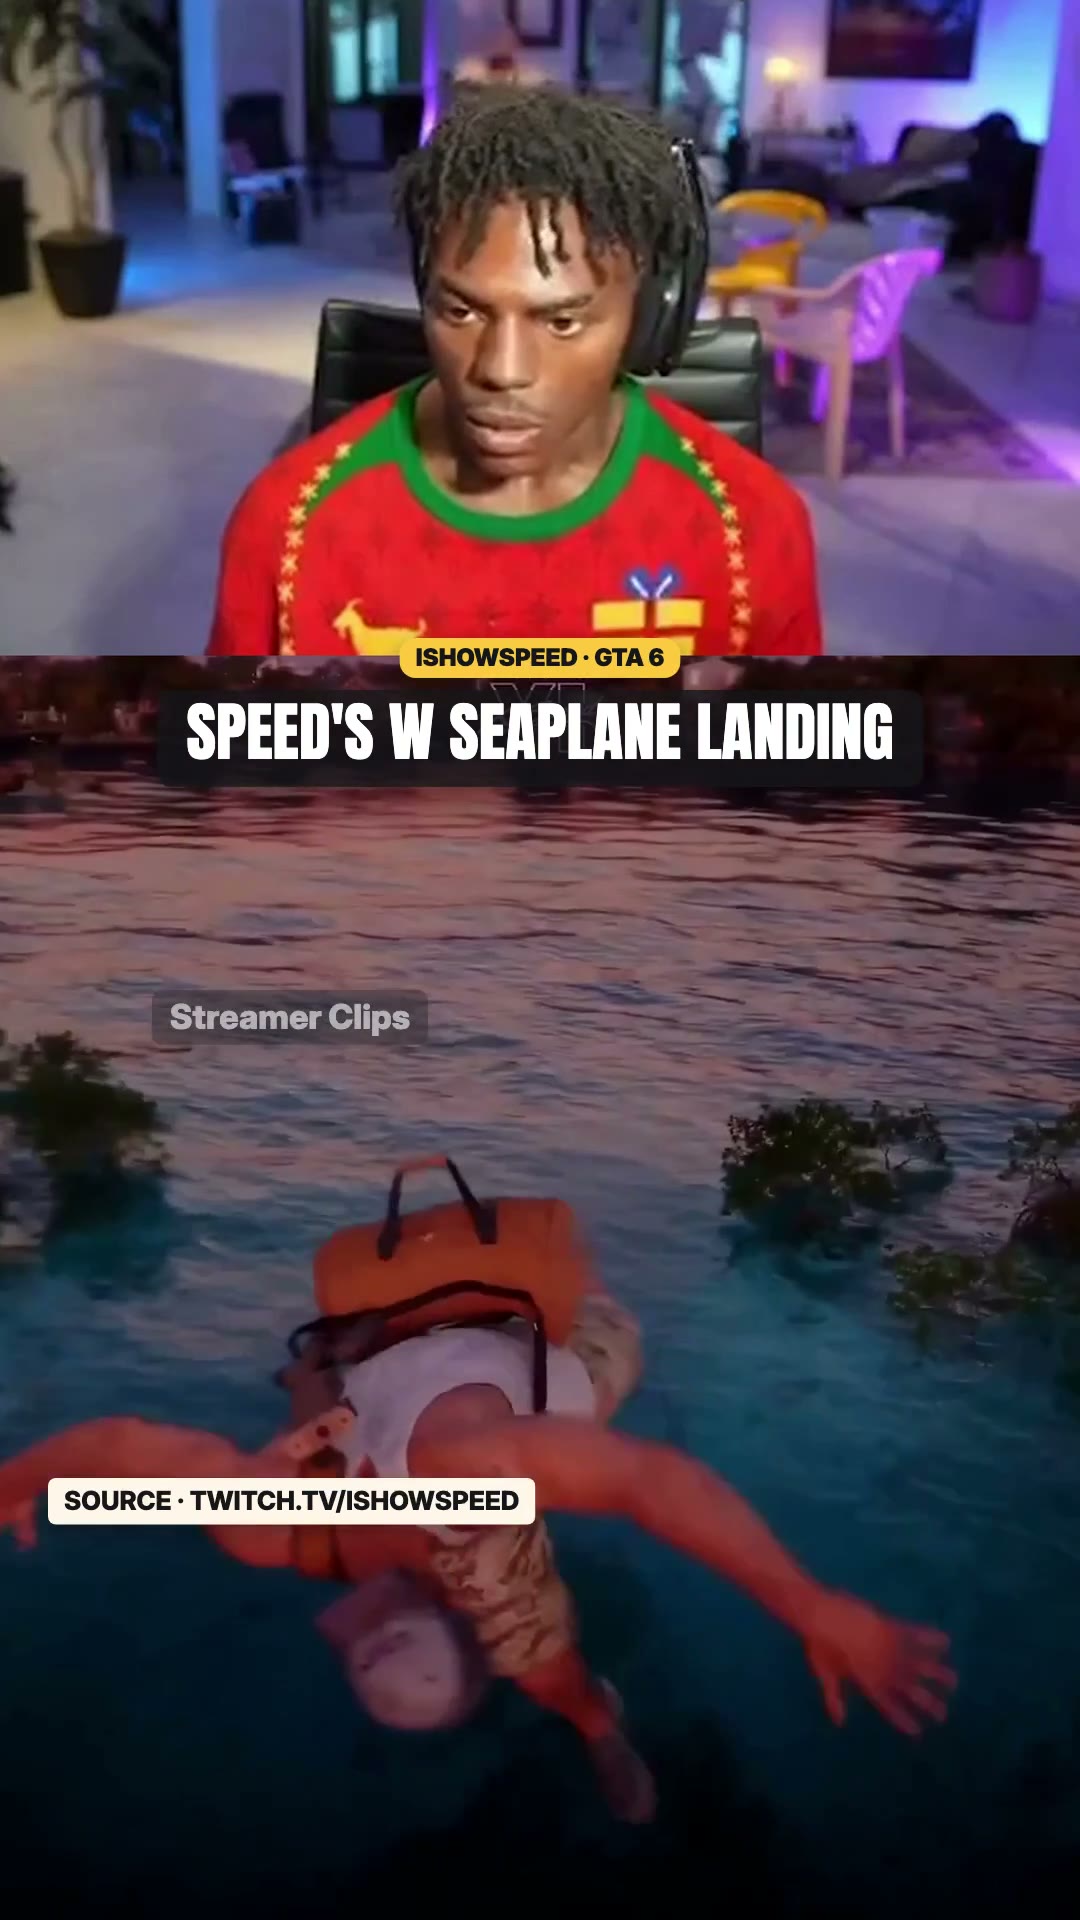 ISHOWSPEED · GTA 6
SPEED'S W SEAPLANE LANDING
Streamer Clips
SOURCE · TWITCH.TV/ISHOWSPEED